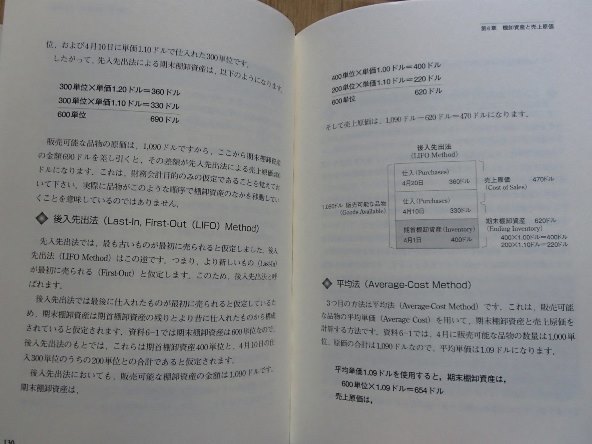 位、および4月10日に単価1.10ドルで仕入れた300単位です。
したがって、先入先出法による期末棚卸資産は、以下のようになります。
300単位×単価1.20ドル=360ドル
300単位×単価1.10ドル=330ドル
600単位 690ドル
販売可能な品物の原価は、1,090ドルですから、ここから期末棚卸資産
の金額690ドルを差し引くと、その差額が先入先出法による売上原価
ドルになります。これは、財務会計目的のみの仮定であることを覚えてお
いて下さい。実際に品物がこのような順序で棚卸資産のなかを移動してい
くことを意味しているのではありません。
後入先出法(Last-In, First-Out (LIFO) Method)
先入先出法では、最も古いものが最初に売られると仮定しました。後入
先出法(LIFO Method)はこの逆です。つまり、より新しいもの(Last-In)
が最初に売られる(First-Out)と仮定します。このため、後入先出法と呼
ばれます。
後入先出法では最後に仕入れたものが最初に売られると仮定しているた
め、期末棚卸資産は期首棚卸資産の残りとより昔に仕入れたものから構成
されていると仮定されます。資料6-1では期末棚卸資産は600単位なので、
後入先出法のもとでは、これらは期首棚卸資産400単位と、4月10日の仕
入300単位のうちの200単位との合計であると仮定されます。
後入先出法においても、販売可能な棚卸資産の金額は1,090ドルです。
期末棚卸資産は、
130
第6章 棚卸資産と売上原価
400単位×単価1.00ドル=400ドル
200単位×単価1.10ドル=220ドル
600単位 620ドル
そして売上原価は、1,090ドル-620ドル=470ドルになります。
後入先出法
(LIFO Method)
仕入(Purchases)
4月20日 360ドル
売上原価 470ドル
(Cost of Sales)
1,090ドル 販売可能な品物
(Goods Available)
仕入(Purchases)
4月10日 330ドル
期首棚卸資産(Inventory)
4月1日 400ドル
期末棚卸資産 620ドル
(Ending Inventory)
400×1.00ドル=400ドル
200×1.10ドル=220ドル
平均法(Average-Cost Method)
3つ目の方法は平均法(Average-Cost Method)です。これは、販売可能
な品物の平均単価(Average Cost)を用いて、期末棚卸資産と売上原価を
計算する方法です。資料6-1では、4月に販売可能な品物の数量は1,000単
位、原価の合計は1,090ドルなので、平均単価は1.09ドルになります。
平均単価1.09ドルを使用すると、期末棚卸資産は、
600単位×1.09ドル=654ドル
売上原価は、